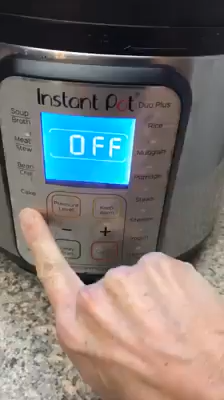 Instant Pot Duo Plus
OFF
Soup
Broth
Meat
Stew
Bean
Chili
Cake
Rice
Multigrain
Porridge
Steam
Pressure
Level
Keep
Warm
-
+